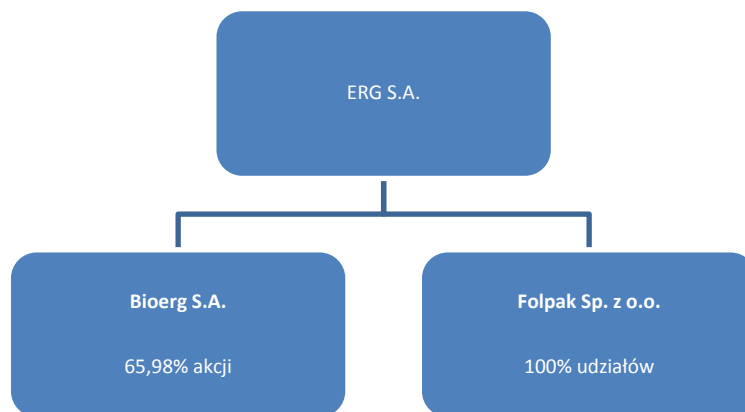 ERG S.A.
Bioerg S.A.
65,98% akcji
Folpak Sp. z o.o.
100% udziałów